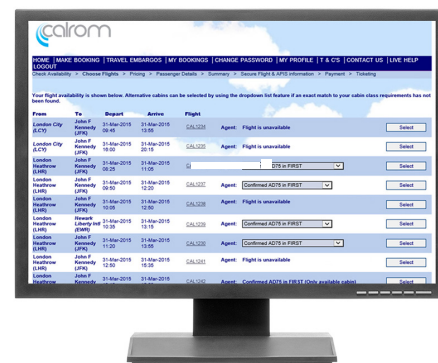 calrom
HOME | MAKE BOOKING | TRAVEL EMBARGOS | MY BOOKINGS | CHANGE PASSWORD | MY PROFILE | T & C'S | CONTACT US | LIVE HELP
LOGOUT
Check Availability > Choose Flights > Pricing > Passenger Details > Summary > Secure Flight & APIS information > Payment > Ticketing
Your flight availability is shown below. Alternative cabins can be selected by using the dropdown list feature if an exact match to your cabin class requirements has not
been found.
From To Depart Arrive Flight
London City (LCY) John F Kennedy (JFK) 31-Mar-2015 09:45 31-Mar-2015 13:55 CAL1234 Agent: Flight is unavailable Select
London City (LCY) John F Kennedy (JFK) 31-Mar-2015 16:00 31-Mar-2015 20:15 Agent: Flight is unavailable Select
London Heathrow (LHR) John F Kennedy (JFK) 31-Mar-2015 08:25 31-Mar-2015 11:05 AD75 in FIRST Select
London Heathrow (LHR) John F Kennedy (JFK) 31-Mar-2015 09:50 31-Mar-2015 12:20 CAL1237 Agent: Confirmed AD75 in FIRST Select
London Heathrow (LHR) John F Kennedy (JFK) 31-Mar-2015 10:05 31-Mar-2015 12:50 CAL1238 Agent: Flight is unavailable Select
London Heathrow (LHR) Newark Liberty Intl (EWR) 31-Mar-2015 10:35 31-Mar-2015 13:15 CAL1239 Agent: Confirmed AD75 in FIRST Select
London Heathrow (LHR) John F Kennedy (JFK) 31-Mar-2015 11:20 31-Mar-2015 13:55 Agent: Confirmed AD75 in FIRST Select
London Heathrow (LHR) John F Kennedy (JFK) 31-Mar-2015 12:50 31-Mar-2015 15:35 CAL1241 Agent: Flight is unavailable Select
London John F 31-Mar-2015 31-Mar-2015 CAL1242 Agent: Confirmed AD75 in FIRST (Only available cabin) Select